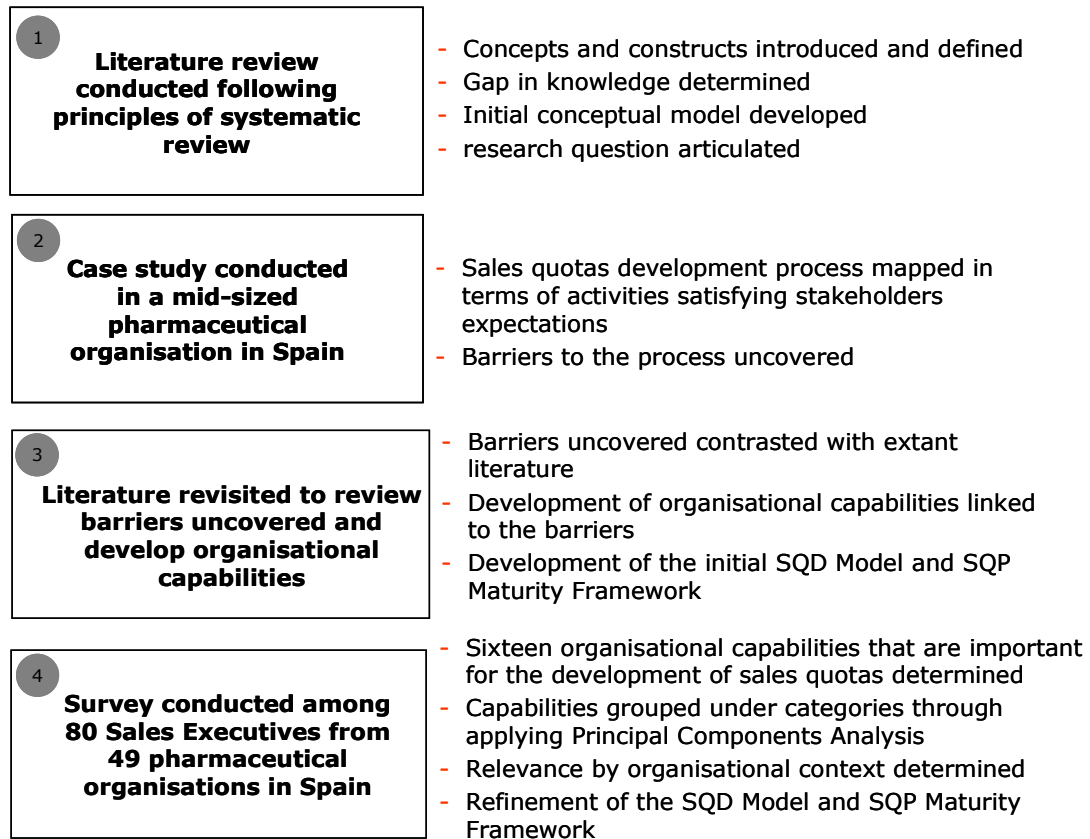 1
Literature review
conducted following
principles of systematic
review
- Concepts and constructs introduced and defined
- Gap in knowledge determined
- Initial conceptual model developed
- research question articulated
2
Case study conducted
in a mid-sized
pharmaceutical
organisation in Spain
- Sales quotas development process mapped in
terms of activities satisfying stakeholders
expectations
- Barriers to the process uncovered
3
Literature revisited to review
barriers uncovered and
develop organisational
capabilities
- Barriers uncovered contrasted with extant
literature
- Development of organisational capabilities linked
to the barriers
- Development of the initial SQD Model and SQP
Maturity Framework
4
Survey conducted among
80 Sales Executives from
49 pharmaceutical
organisations in Spain
- Sixteen organisational capabilities that are important
for the development of sales quotas determined
- Capabilities grouped under categories through
applying Principal Components Analysis
- Relevance by organisational context determined
- Refinement of the SQD Model and SQP Maturity
Framework